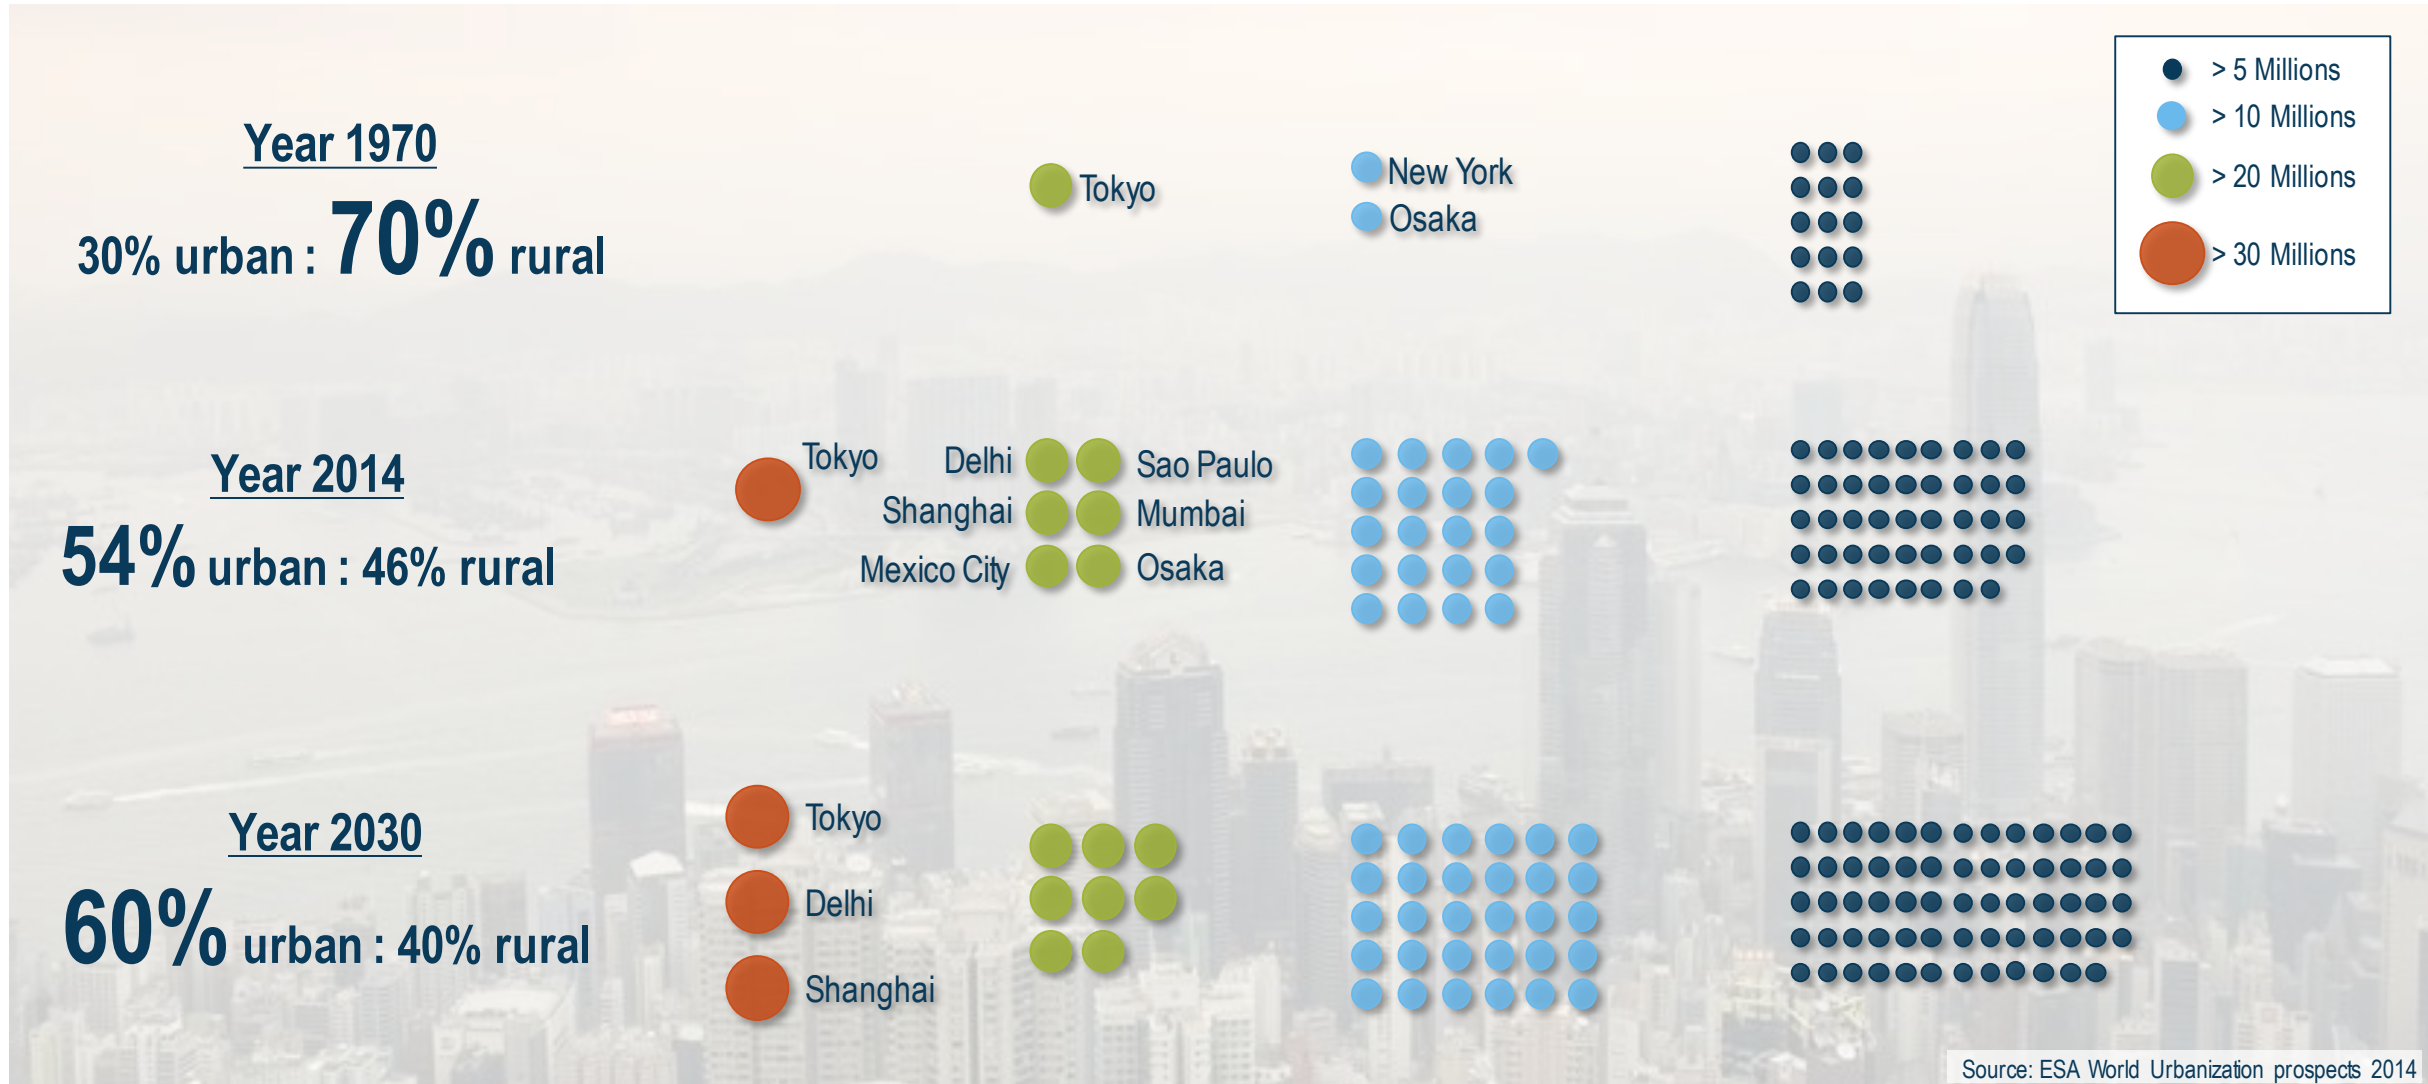 Year 1970
30% urban : 70% rural
Tokyo
New York
Osaka
> 5 Millions
> 10 Millions
> 20 Millions
> 30 Millions
Year 2014
54% urban : 46% rural
Tokyo
Delhi
Sao Paulo
Shanghai
Mumbai
Mexico City
Osaka
Year 2030
60% urban : 40% rural
Tokyo
Delhi
Shanghai
Source: ESA World Urbanization prospects 2014